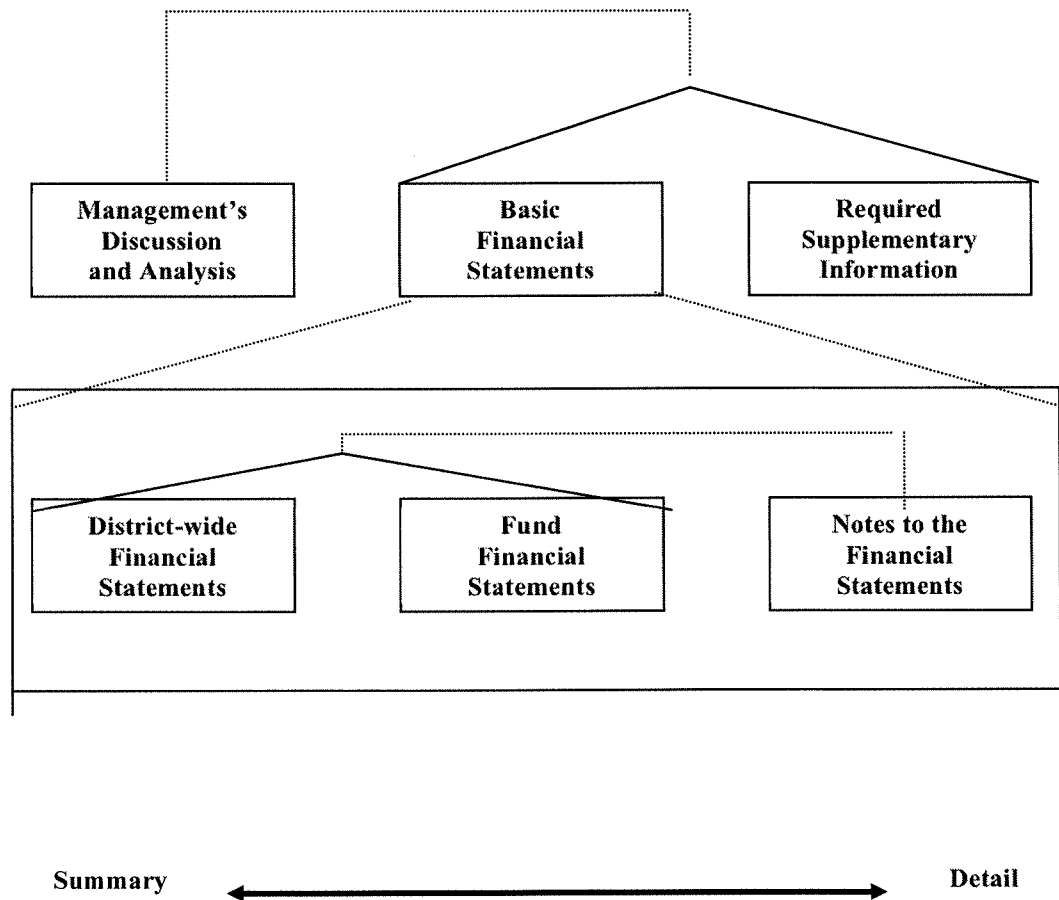 Management's
Discussion
and Analysis
Basic
Financial
Statements
Required
Supplementary
Information
District-wide
Financial
Statements
Fund
Financial
Statements
Notes to the
Financial
Statements
Summary
Detail